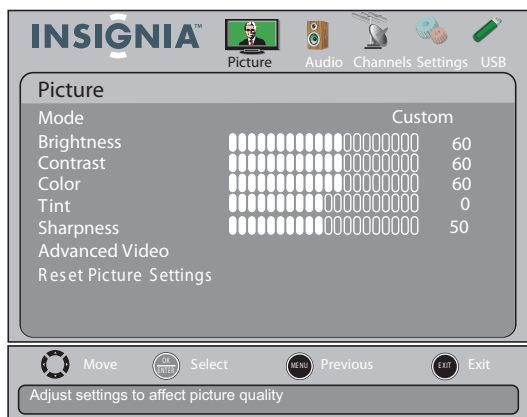 INSIGNIA™
Picture Audio Channels Settings USB
Picture
Mode Custom
Brightness 60
Contrast 60
Color 60
Tint 0
Sharpness 50
Advanced Video
Reset Picture Settings
Move OK ENTER Select MENU Previous EXIT Exit
Adjust settings to affect picture quality